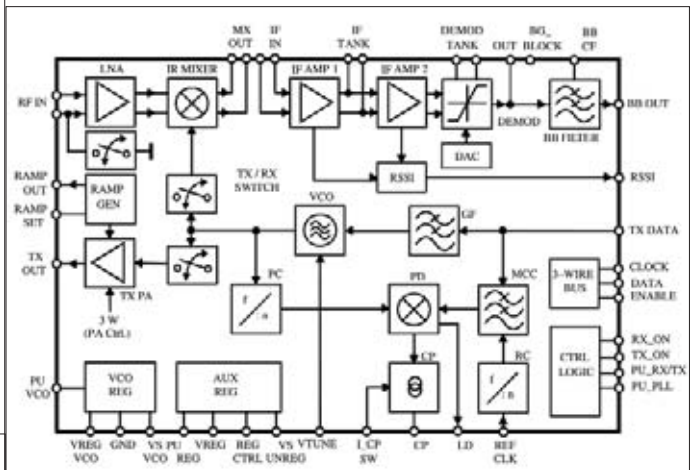 MX OUT
IF IN
IF TANK
DEMOD TANK
OUT
BG_ BLOCK
BB CF
LNA
IR MIXER
IF AMP 1
IF AMP 2
RF IN
BB OUT
DEMOD
BB FILTER
DAC
RSSI
RSSI
RAMP OUT
RAMP GEN
RAMP SET
TX / RX SWITCH
VCO
GF
TX DATA
TX OUT
TX PA
3 W (PA Ctrl.)
PC
f : n
PD
MCC
3-WIRE BUS
CLOCK
DATA
ENABLE
CP
RC
f : n
CTRL LOGIC
RX_ON
TX_ON
PU_RX/TX
PU_PLL
PU VCO
VCO REG
AUX REG
VREG VCO
GND
VS VCO
PU REG
VREG
REG CTRL
VS UNREG
VTUNE
I_CP SW
CP
LD
REF CLK